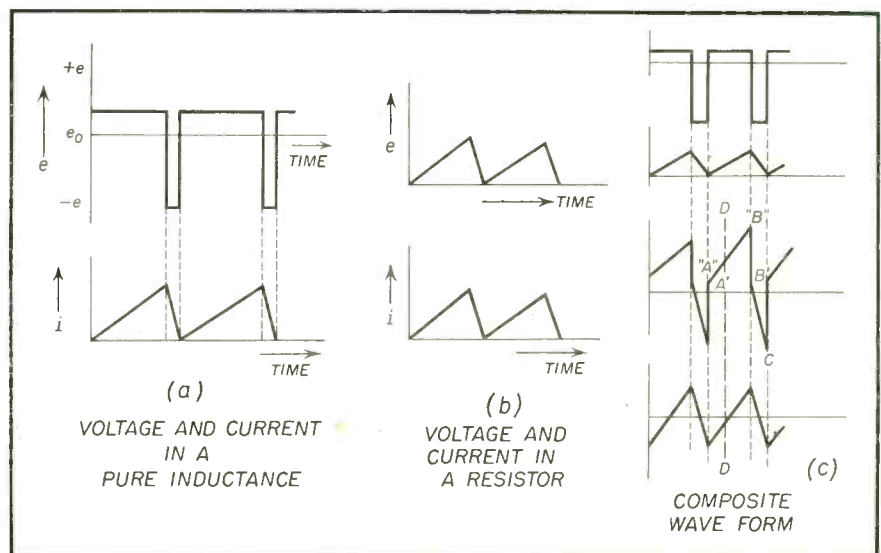 +e
e
e₀
TIME
-e
i
TIME
(a)
VOLTAGE AND CURRENT
IN A
PURE INDUCTANCE
e
TIME
i
TIME
(b)
VOLTAGE AND
CURRENT IN
A RESISTOR
D
"B"
"A"
A'
B'
C
D
(c)
COMPOSITE
WAVE FORM